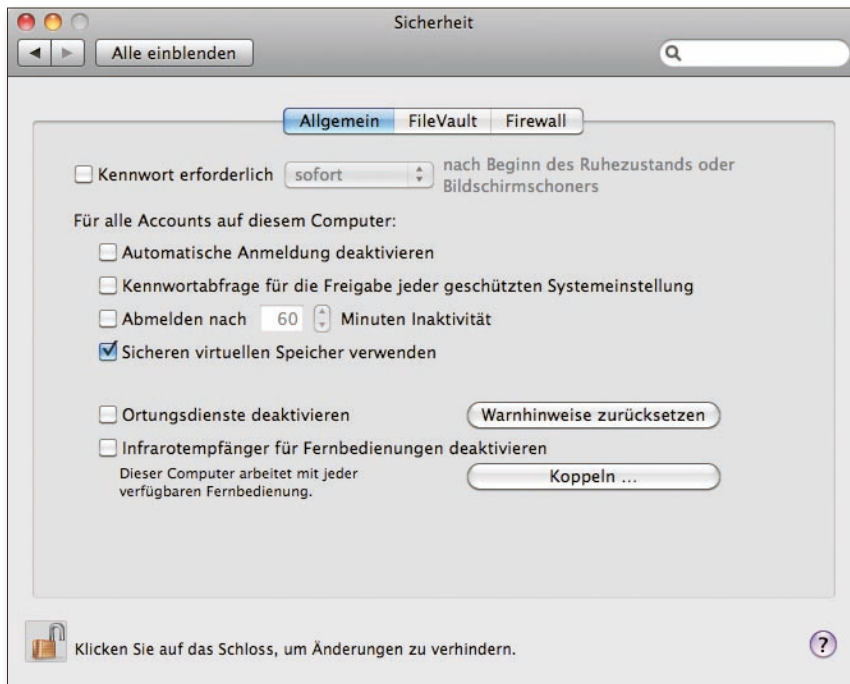 Sicherheit
Alle einblenden
Allgemein FileVault Firewall
Kennwort erforderlich sofort nach Beginn des Ruhezustands oder
Bildschirmschoners
Für alle Accounts auf diesem Computer:
Automatische Anmeldung deaktivieren
Kennwortabfrage für die Freigabe jeder geschützten Systemeinstellung
Abmelden nach 60 Minuten Inaktivität
Sicheren virtuellen Speicher verwenden
Ortungsdienste deaktivieren Warnhinweise zurücksetzen
Infrarotempfänger für Fernbedienungen deaktivieren
Dieser Computer arbeitet mit jeder
verfügbaren Fernbedienung.
Koppeln ...
Klicken Sie auf das Schloss, um Änderungen zu verhindern.
?